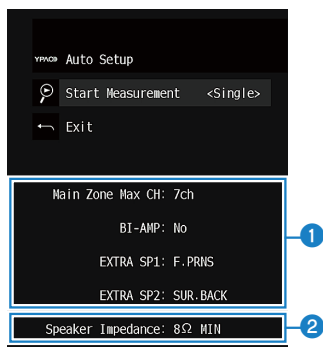 YPAO Auto Setup
Start Measurement <Single>
Exit
Main Zone Max CH: 7ch
BI-AMP: No
EXTRA SP1: F.PRNS
EXTRA SP2: SUR.BACK
1
Speaker Impedance: 8Ω MIN
2